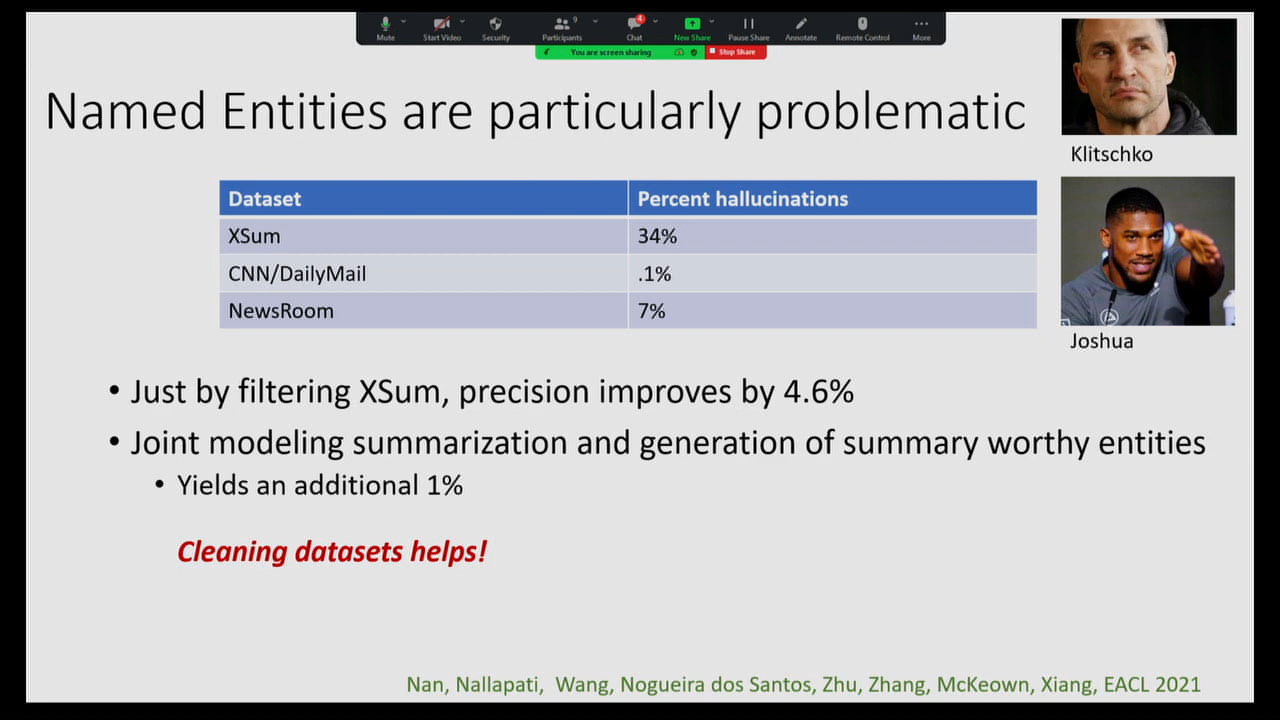 9
4
Mute
Start Video
Security
Participants
Chat
New Share
Pause Share
Annotate
Remote Control
More
You are screen sharing
Stop Share
Named Entities are particularly problematic
Klitschko
Dataset Percent hallucinations
XSum 34%
CNN/DailyMail .1%
NewsRoom 7%
Joshua
• Just by filtering XSum, precision improves by 4.6%
• Joint modeling summarization and generation of summary worthy entities
• Yields an additional 1%
Cleaning datasets helps!
Nan, Nallapati, Wang, Nogueira dos Santos, Zhu, Zhang, McKeown, Xiang, EACL 2021